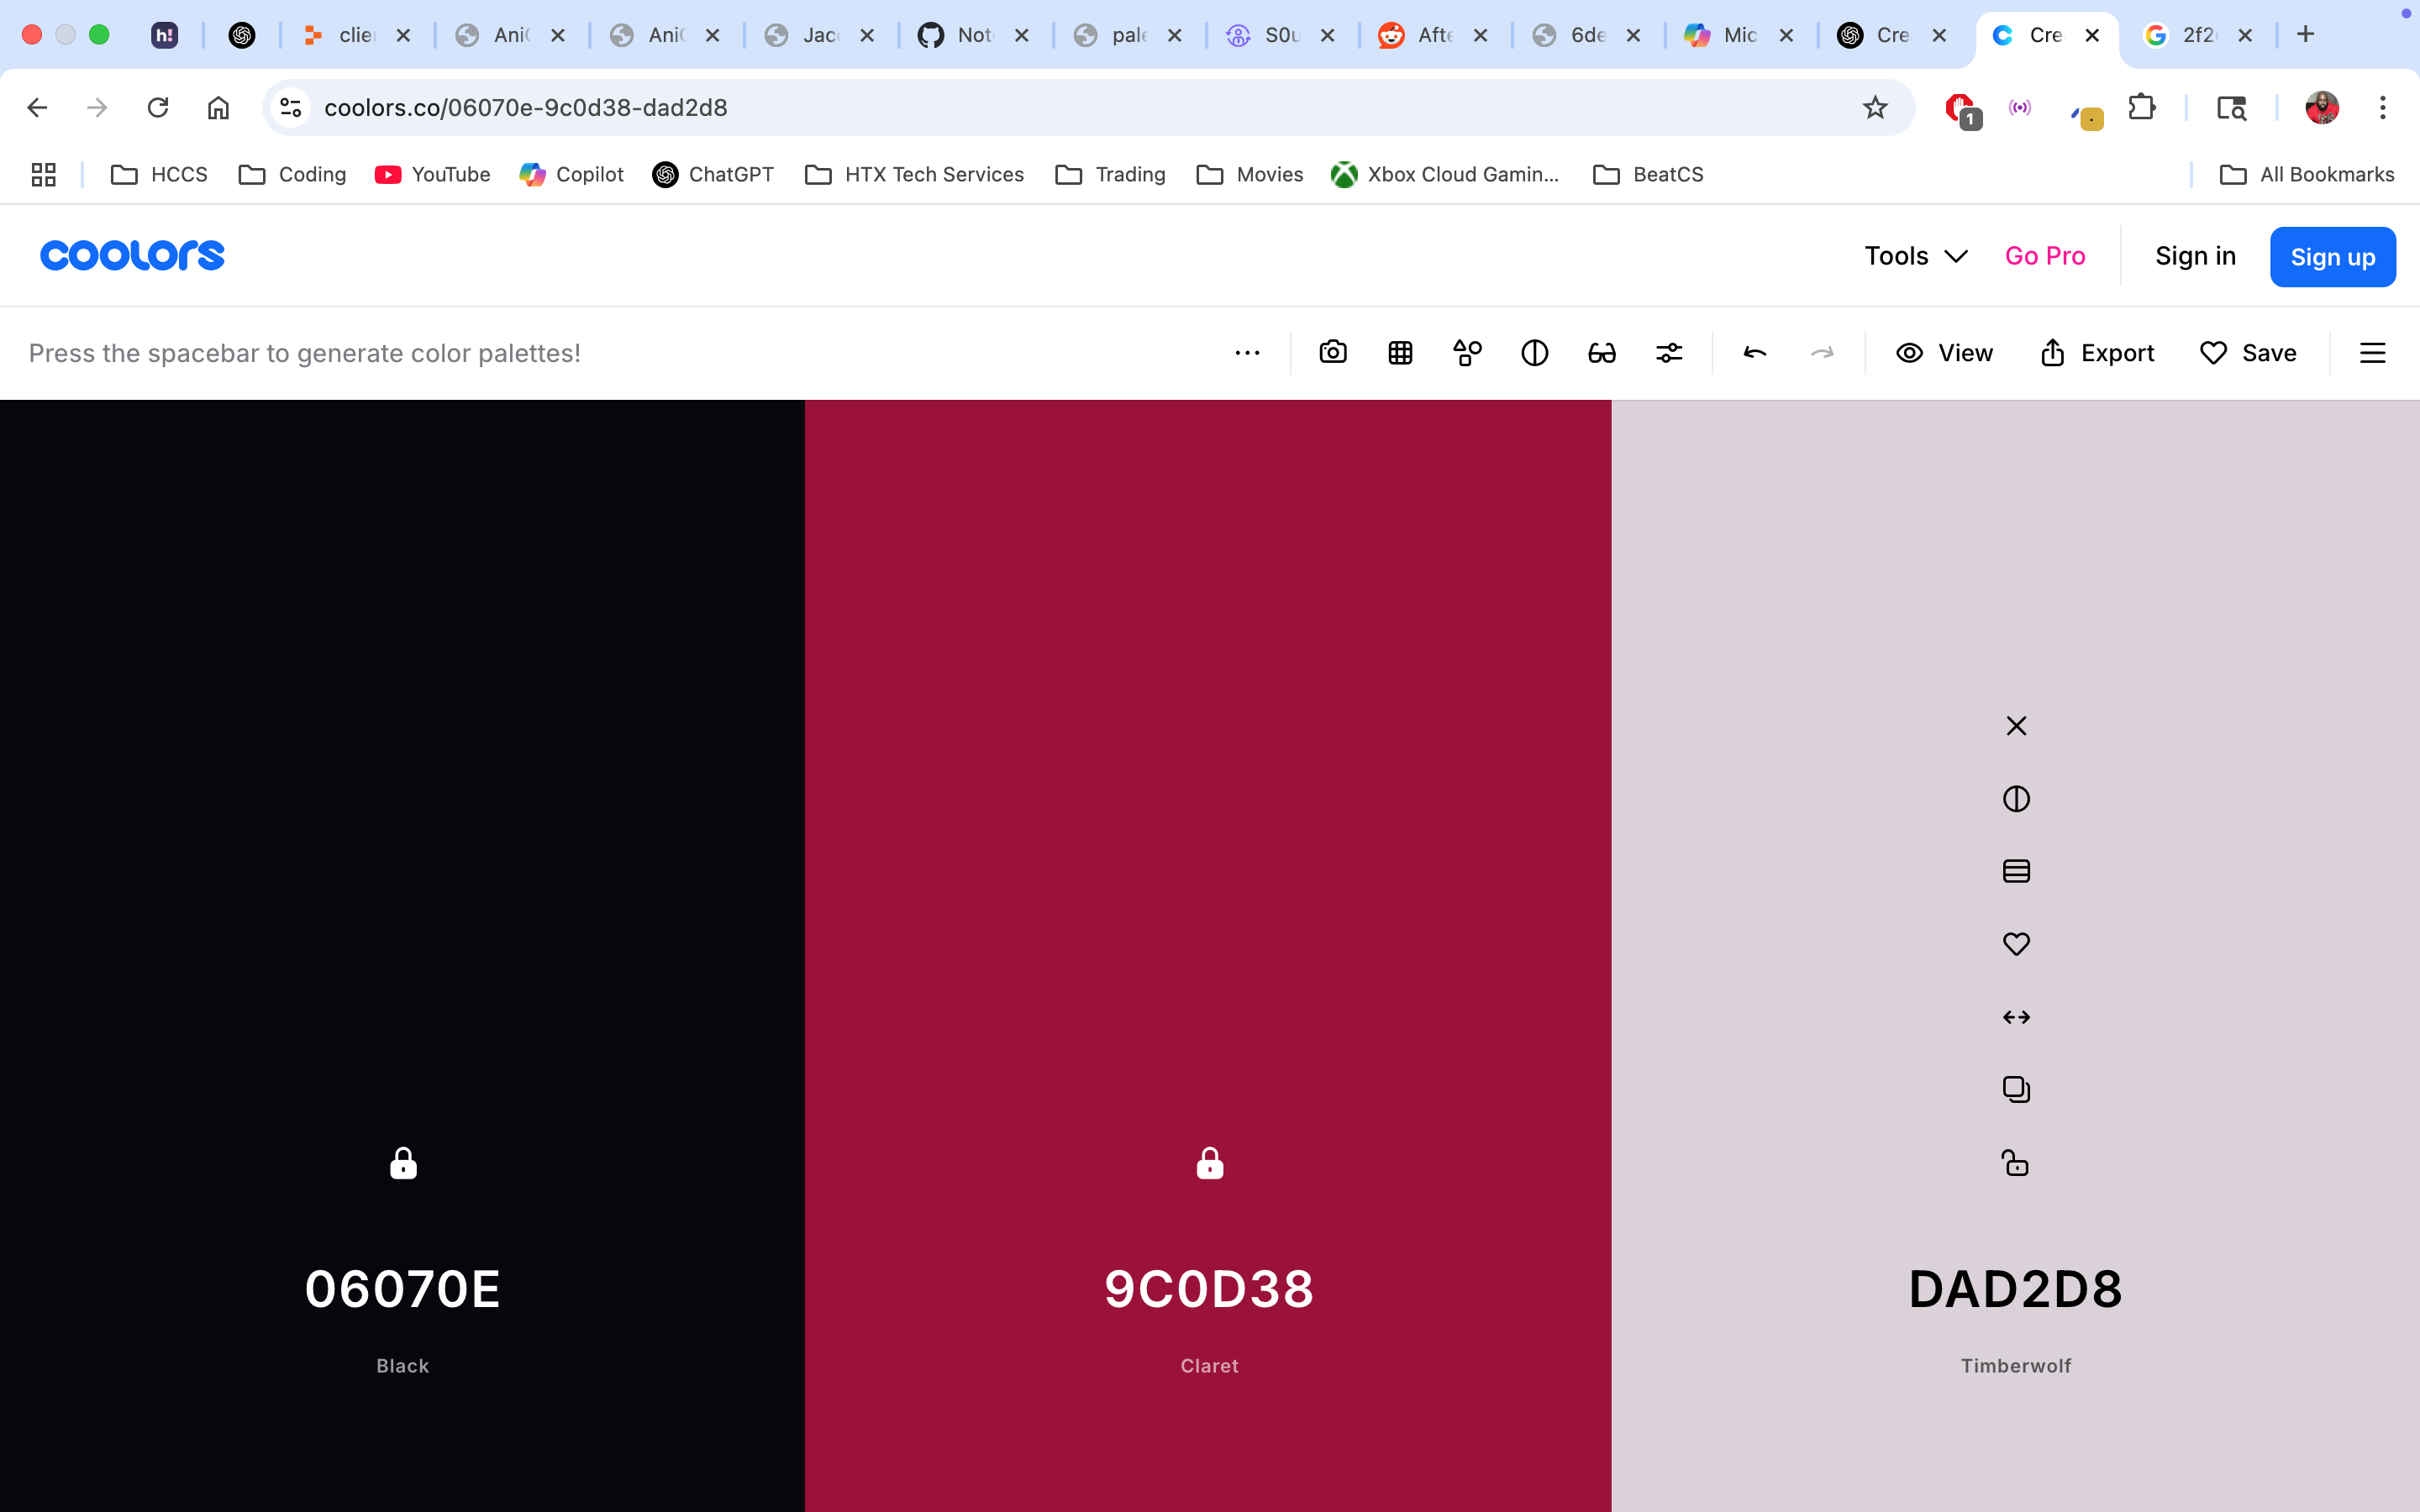 h!
clie
Ani
Ani
Jac
Not
pale
S0u
Afte
6de
Mic
Cre
Cre
2f2
coolors.co/06070e-9c0d38-dad2d8
1
HCCS
Coding
YouTube
Copilot
ChatGPT
HTX Tech Services
Trading
Movies
Xbox Cloud Gamin...
BeatCS
All Bookmarks
coolors
Tools
Go Pro
Sign in
Sign up
Press the spacebar to generate color palettes!
View
Export
Save
06070E
9C0D38
DAD2D8
Black
Claret
Timberwolf